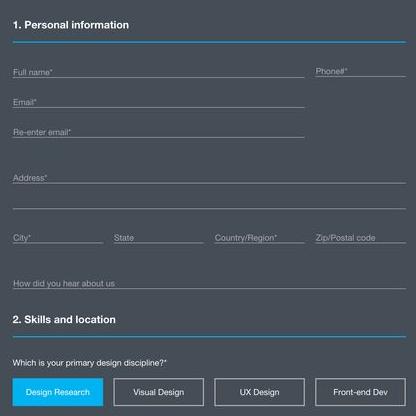 1. Personal information
Full name* Phone#*
Email*
Re-enter email*
Address*
City* State Country/Region* Zip/Postal code
How did you hear about us
2. Skills and location
Which is your primary design discipline?*
Design Research Visual Design UX Design Front-end Dev